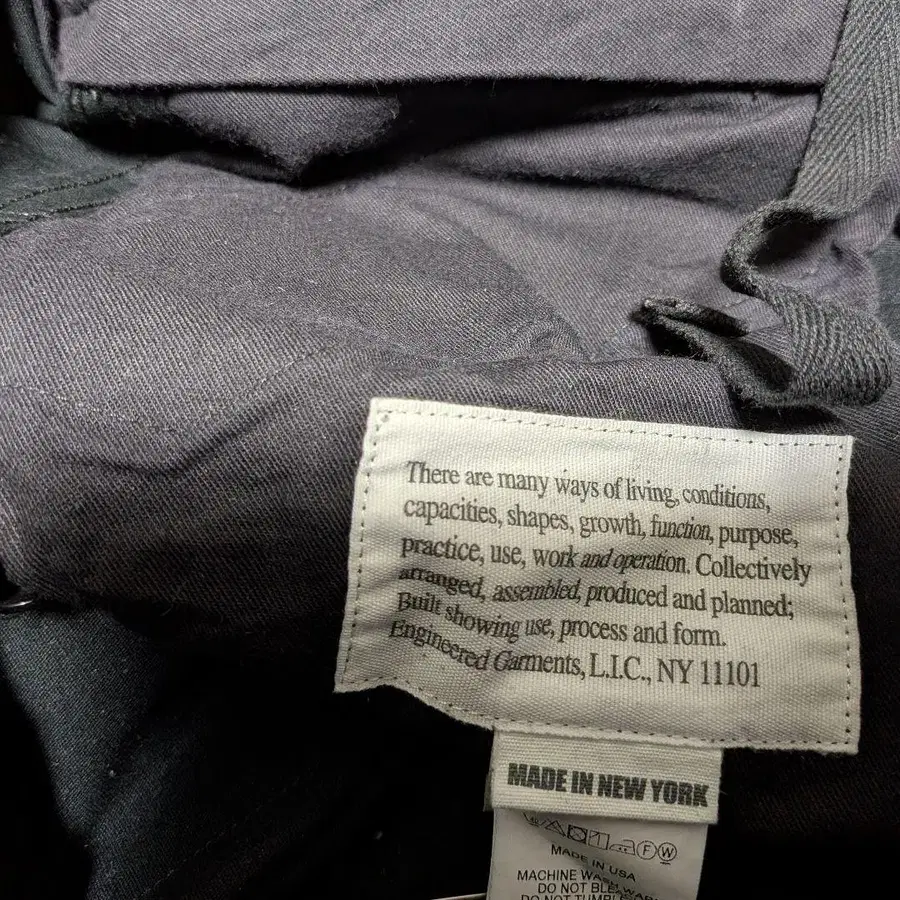 There are many ways of living, conditions,
capacities, shapes, growth, function, purpose,
practice, use, work and operation. Collectively
arranged, assembled, produced and planned;
Built showing use, process and form.
Engineered Garments, L.I.C., NY 11101
MADE IN NEW YORK
F W
MADE IN USA
MACHINE WASH WARM
DO NOT
DO NOT TUMBLE